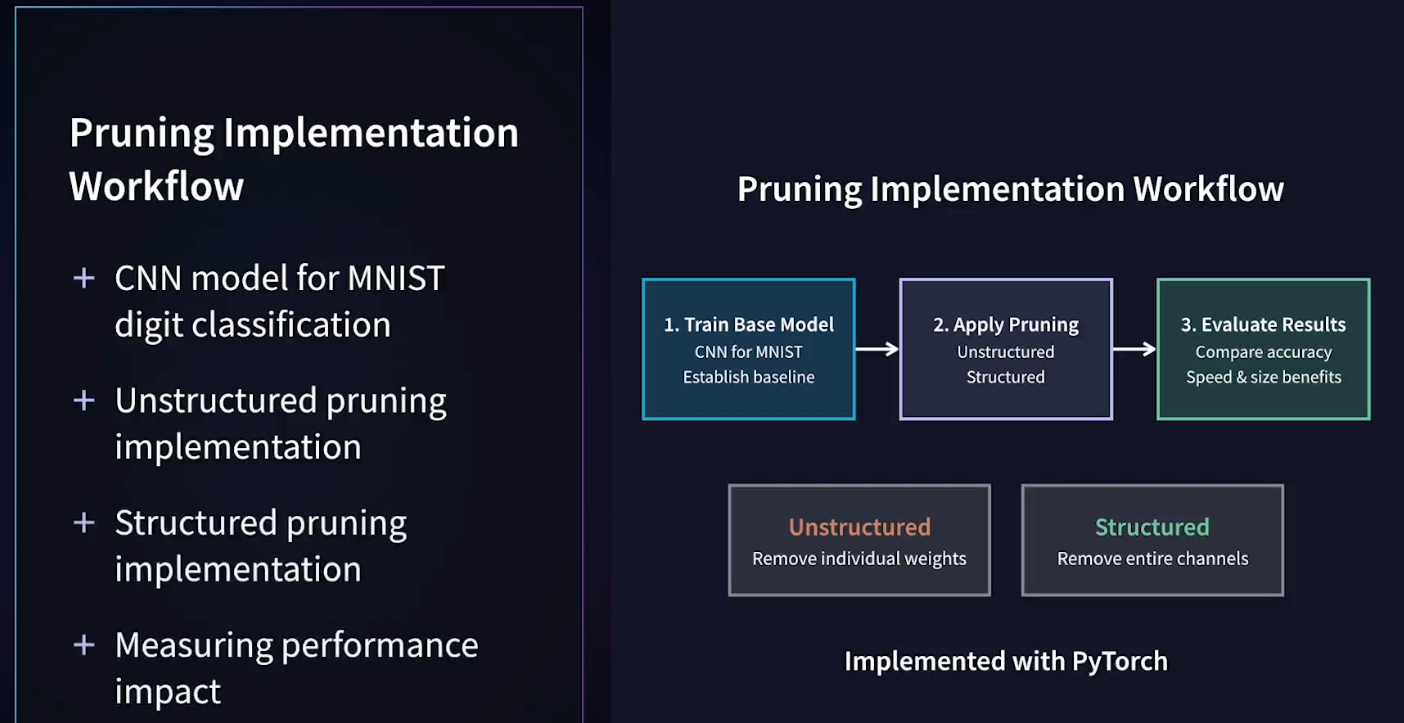 Pruning Implementation
Workflow
+ CNN model for MNIST
digit classification
+ Unstructured pruning
implementation
+ Structured pruning
implementation
+ Measuring performance
impact
Pruning Implementation Workflow
1. Train Base Model
CNN for MNIST
Establish baseline
2. Apply Pruning
Unstructured
Structured
3. Evaluate Results
Compare accuracy
Speed & size benefits
Unstructured
Remove individual weights
Structured
Remove entire channels
Implemented with PyTorch